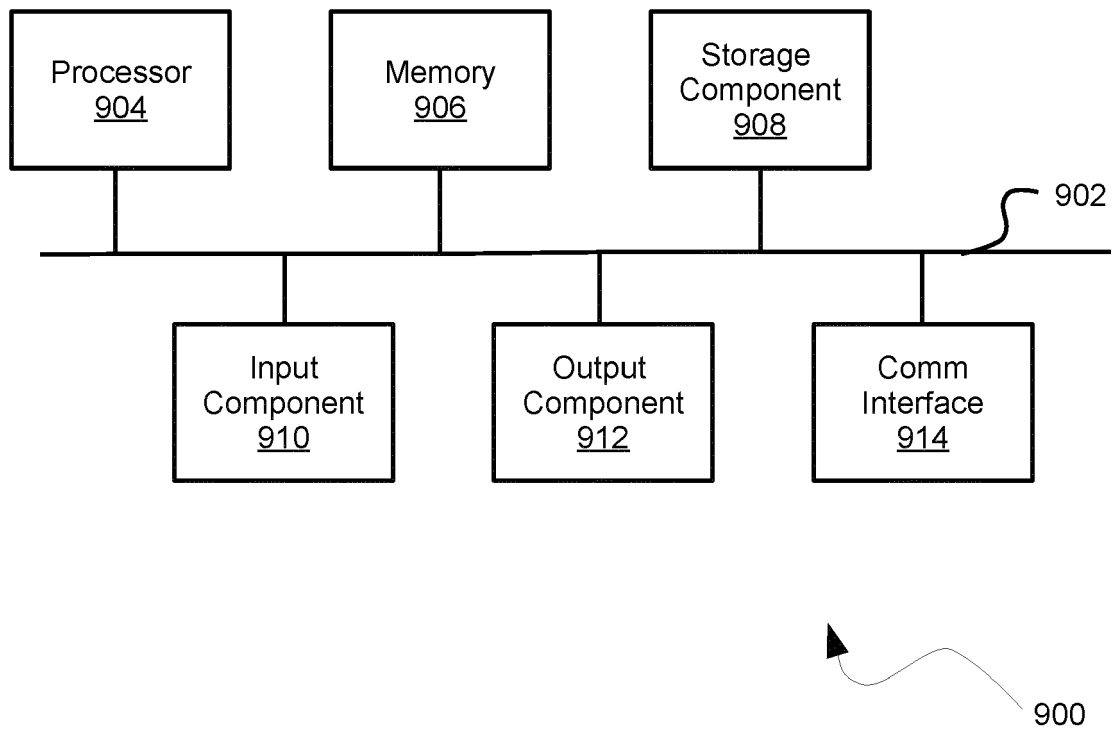 Processor
904
Memory
906
Storage
Component
908
902
Input
Component
910
Output
Component
912
Comm
Interface
914
900